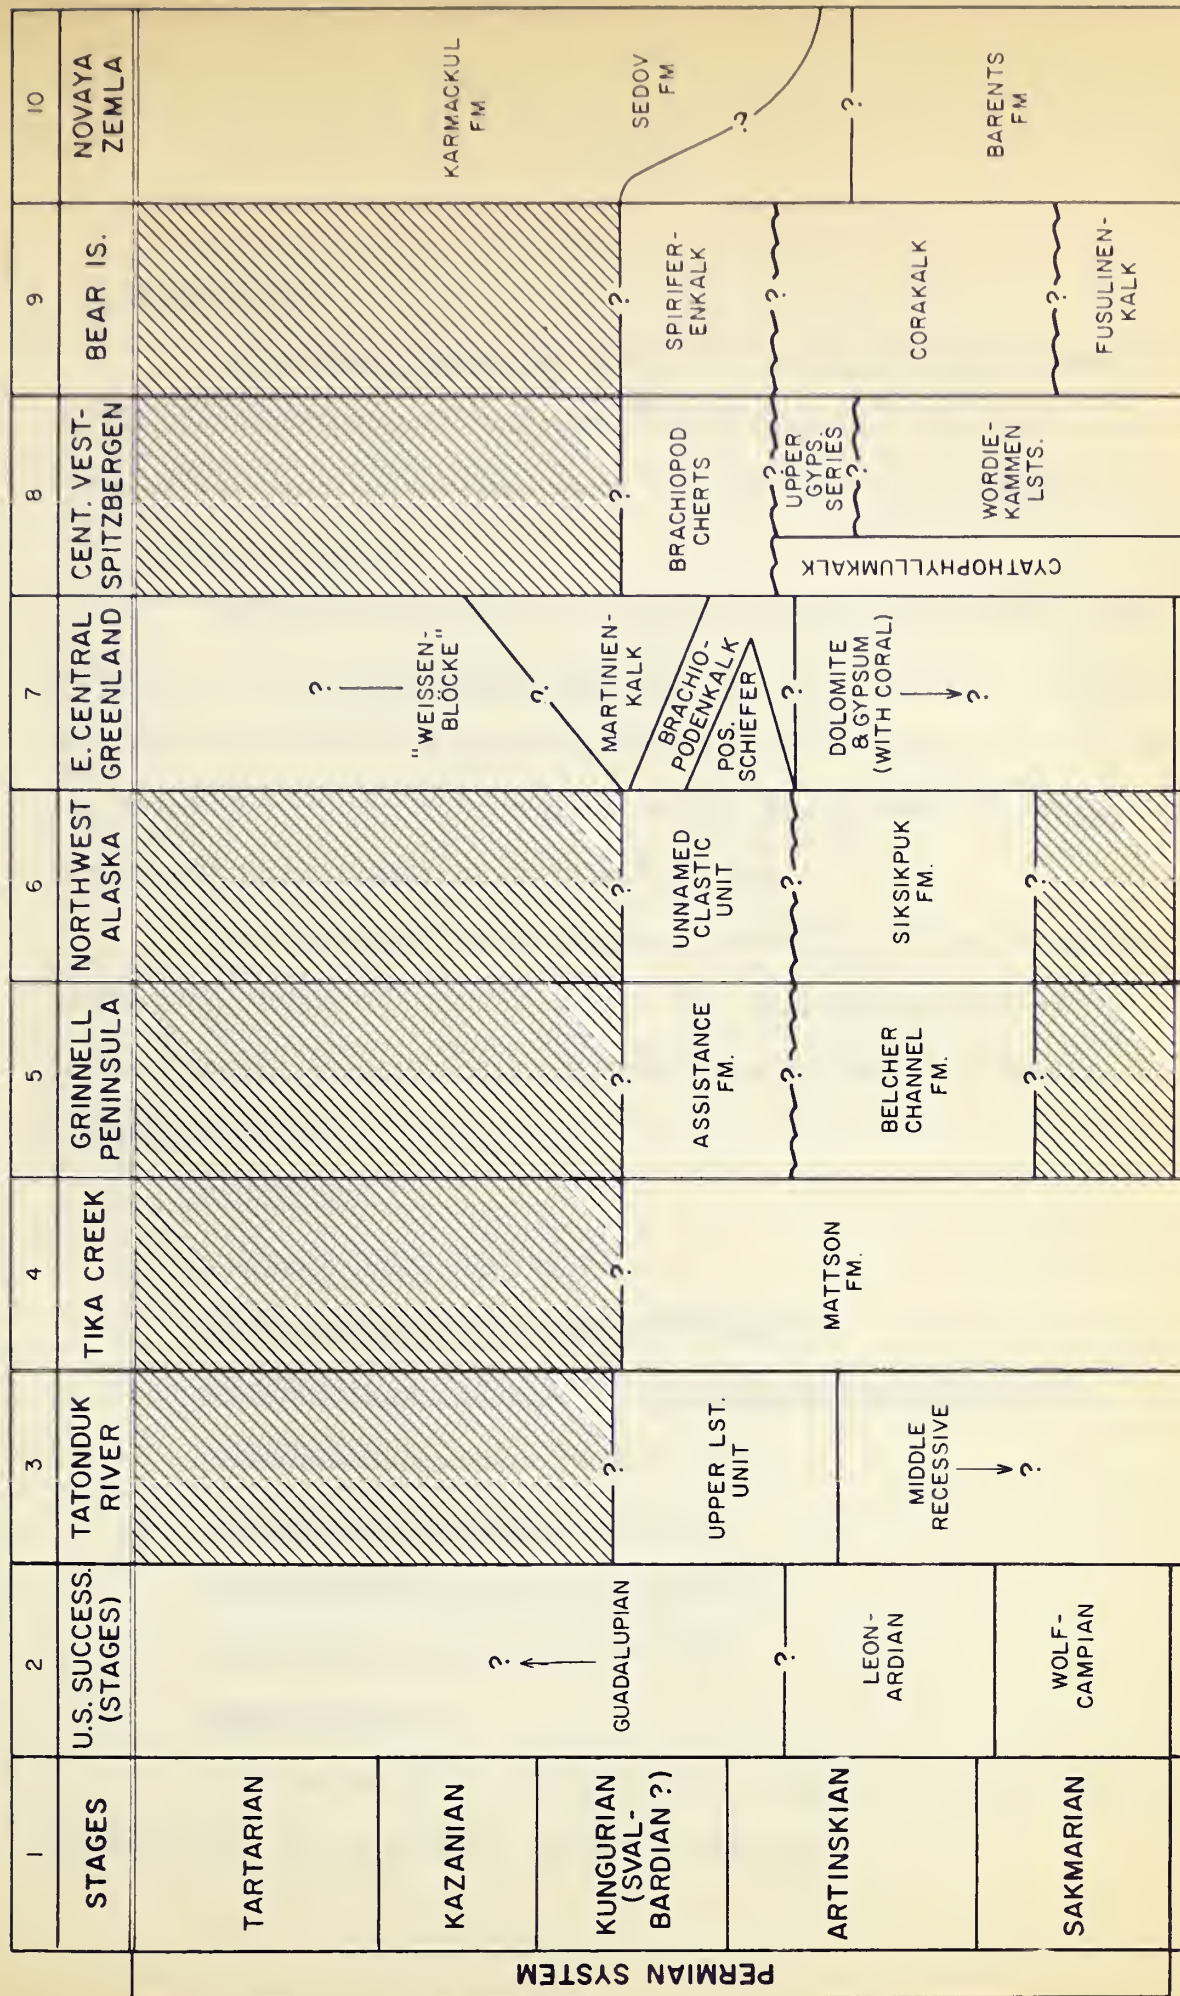 1
2
3
4
5
6
7
8
9
10
STAGES
U.S. SUCCESS.
(STAGES)
TATONDUK
RIVER
TIKA CREEK
GRINNELL
PENINSULA
NORTHWEST
ALASKA
E. CENTRAL
GREENLAND
CENT. VEST-
SPITZBERGEN
BEAR IS.
NOVAYA
ZEMLA
PERMIAN SYSTEM
TARTARIAN
KAZANIAN
KUNGURIAN
(SVAL-
BARDIAN ?)
ARTINSKIAN
SAKMARIAN
?
GUADALUPIAN
?
LEON-
ARDIAN
WOLF-
CAMPIAN
?
UPPER LST.
UNIT
MIDDLE
RECESSIVE
?
?
MATTSON
FM.
?
ASSISTANCE
FM.
?
BELCHER
CHANNEL
FM.
?
?
UNNAMED
CLASTIC
UNIT
?
SIKSIKPUK
FM.
?
?
"WEISSEN-
BLÖCKE"
?
MARTINIEN-
KALK
BRACHIO-
PODENKALK
POS.
SCHIEFER
?
DOLOMITE
& GYPSUM
(WITH CORAL)
?
?
BRACHIOPOD
CHERTS
?
UPPER
GYPS.
SERIES
?
WORDIE-
KAMMEN
LSTS.
CYATHOPHYLLUMKALK
?
SPIRIFER-
ENKALK
?
CORAKALK
?
FUSULINEN-
KALK
KARMACKUL
FM
SEDOV
FM
?
?
BARENTS
FM